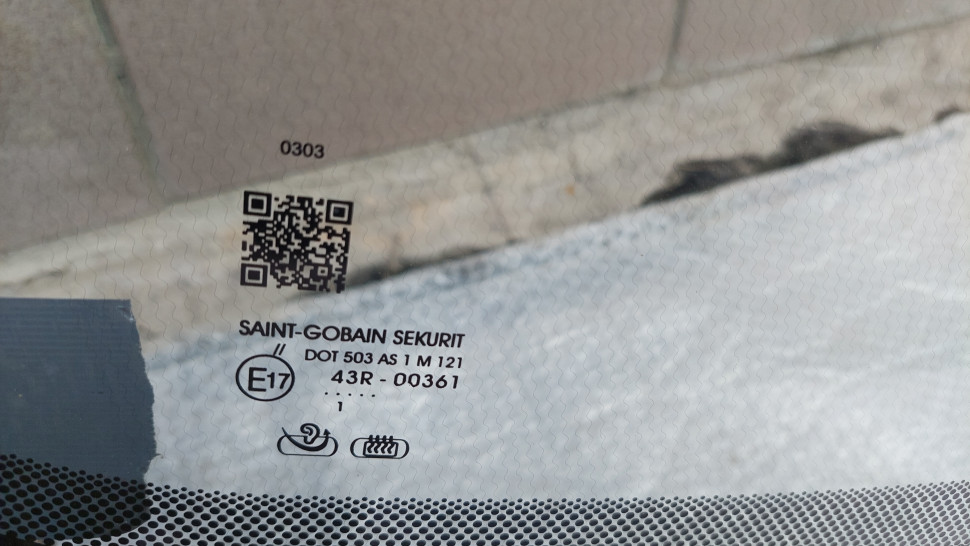 0303
SAINT-GOBAIN SEKURIT
//
DOT 503 AS 1 M 121
E17
43R - 00361
. . . . .
1